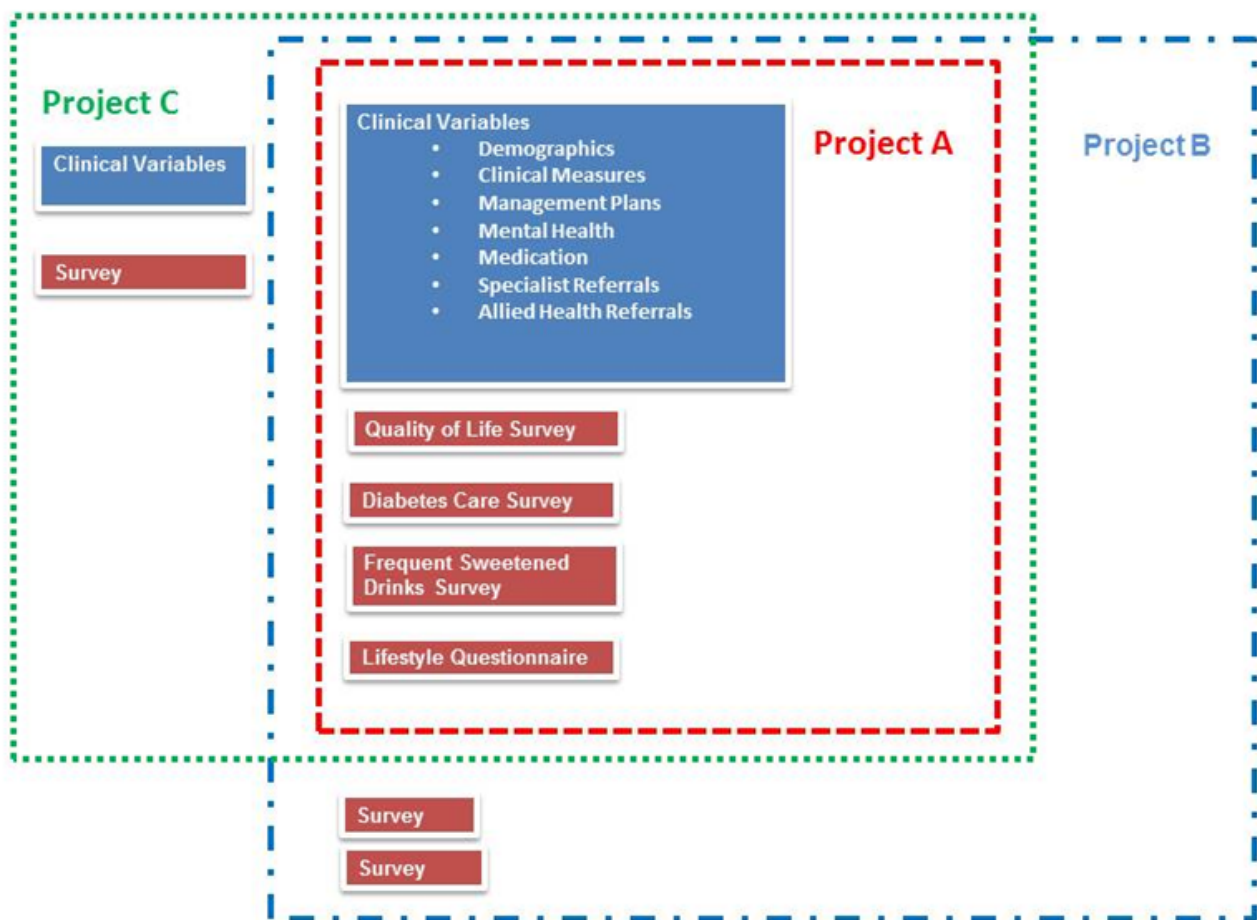 Project C
Clinical Variables
Survey
Clinical Variables
• Demographics
• Clinical Measures
• Management Plans
• Mental Health
• Medication
• Specialist Referrals
• Allied Health Referrals
Project A
Project B
Quality of Life Survey
Diabetes Care Survey
Frequent Sweetened
Drinks Survey
Lifestyle Questionnaire
Survey
Survey